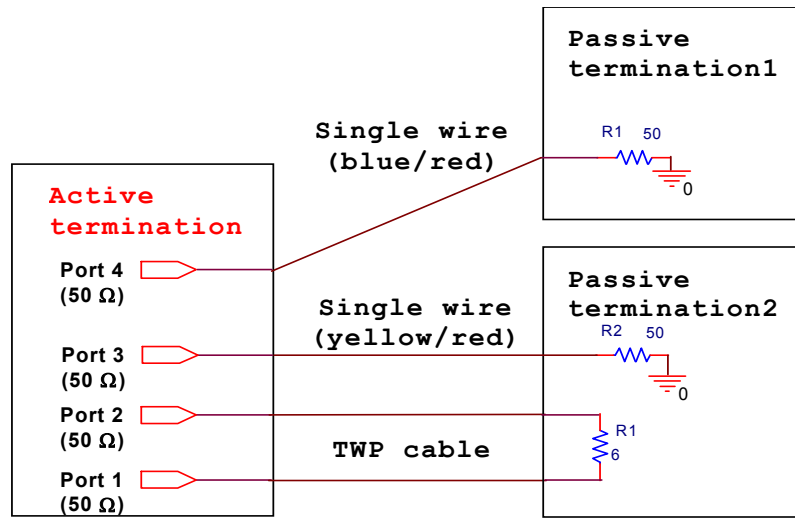 Passive
termination1
R1 50
0
Single wire
(blue/red)
Active
termination
Port 4
(50 Ω)
Passive
termination2
R2 50
0
Single wire
(yellow/red)
Port 3
(50 Ω)
Port 2
(50 Ω)
R1
6
TWP cable
Port 1
(50 Ω)